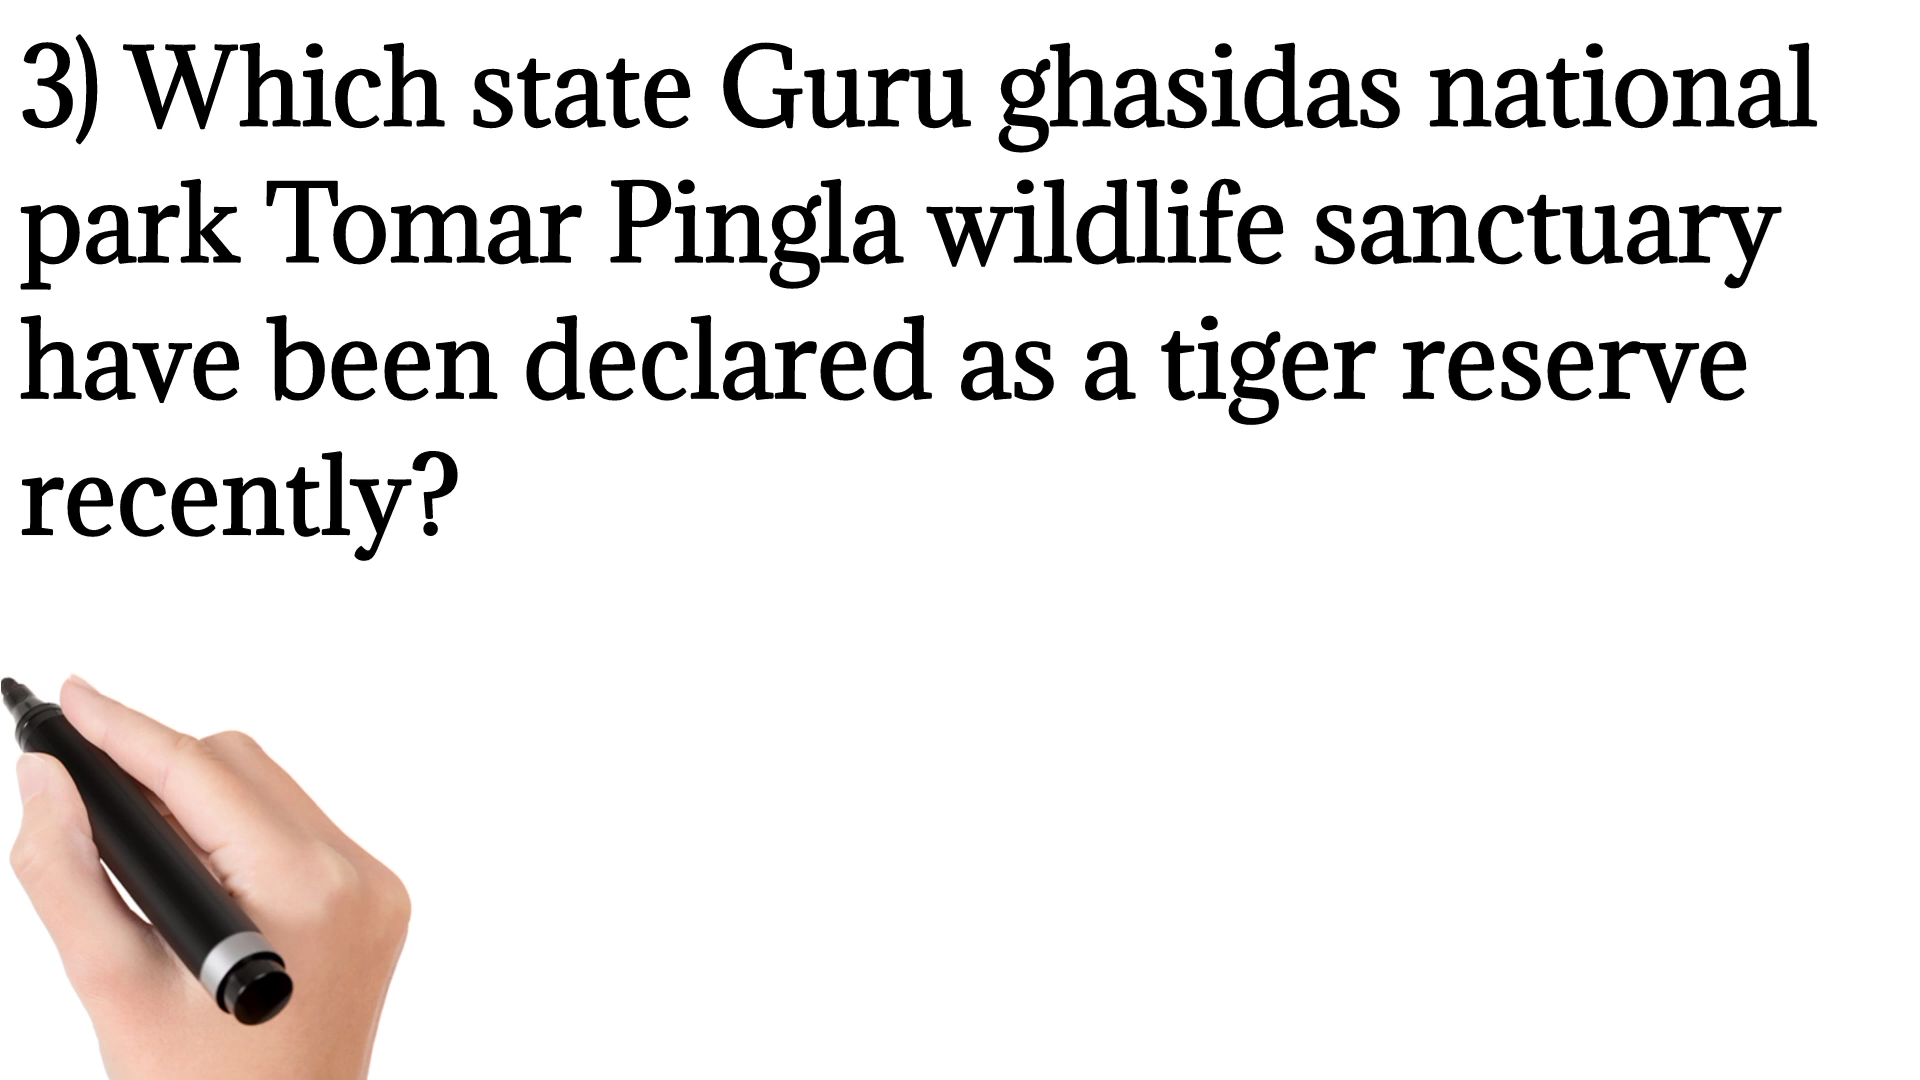 3) Which state Guru ghasidas national
park Tomar Pingla wildlife sanctuary
have been declared as a tiger reserve
recently?